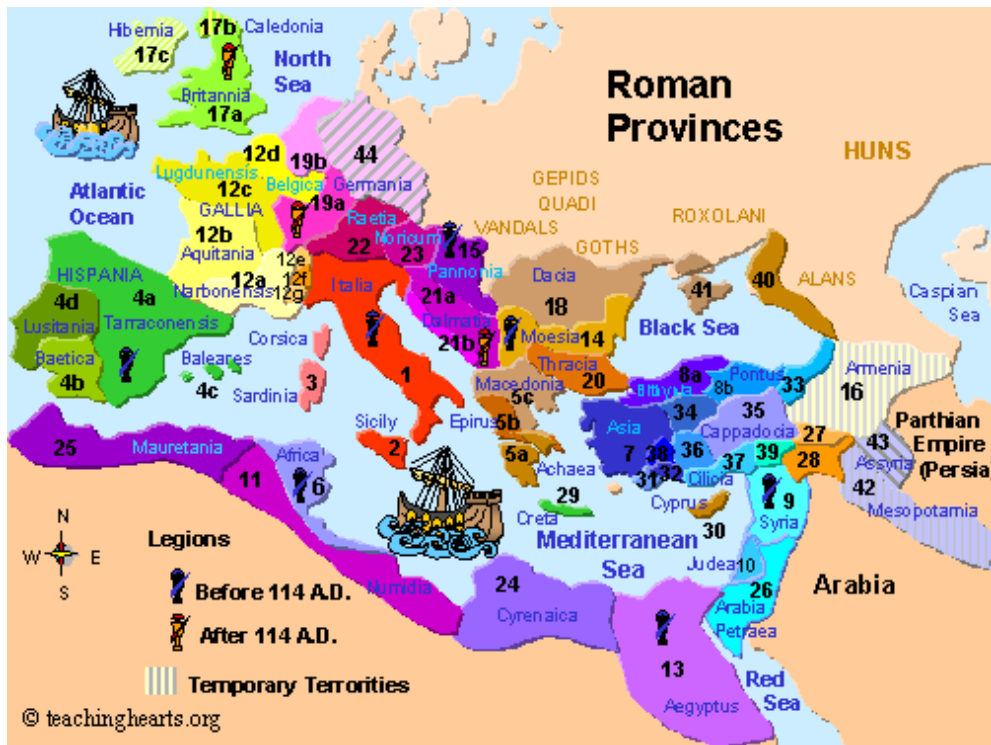 Roman
Provinces
Hibernia
17c
17b
Caledonia
North
Sea
Britannia
17a
Atlantic
Ocean
12d
Lugdunensis
12c
Belgica
19b
19a
44
Germania
GALLIA
12b
Aquitania
12a
Narbonensis
12e
12f
12g
Raetia
22
Noricum
23
15
Pannonia
21a
Dalmatia
21b
VANDALS
GEPIDS
QUADI
GOTHS
ROXOLANI
HUNS
ALANS
40
41
Dacia
18
Moesia
14
Thracia
20
Macedonia
5c
Epirus
5b
5a
Achaea
Black Sea
Caspian
Sea
HISPANIA
4d
4a
Lusitania
Tarraconensis
Baetica
4b
Baleares
4c
Corsica
Sardinia
3
Italia
1
Sicily
2
8a
8b
Pontus
33
34
35
Cappadocia
Asia
7
38
36
31
32
37
39
Cilicia
27
28
Armenia
16
Parthian
Empire
(Persia
43
Assyria
42
Mesopotamia
29
Creta
Cyprus
30
9
Syria
Judea
10
26
Arabia
Petraea
Arabia
Mediterranean
Sea
25
Mauretania
11
Africa
6
Numidia
24
Cyrenaica
13
Aegyptus
Red
Sea
N
W
E
S
Legions
Before 114 A.D.
After 114 A.D.
Temporary Terrorities
© teachinghearts.org